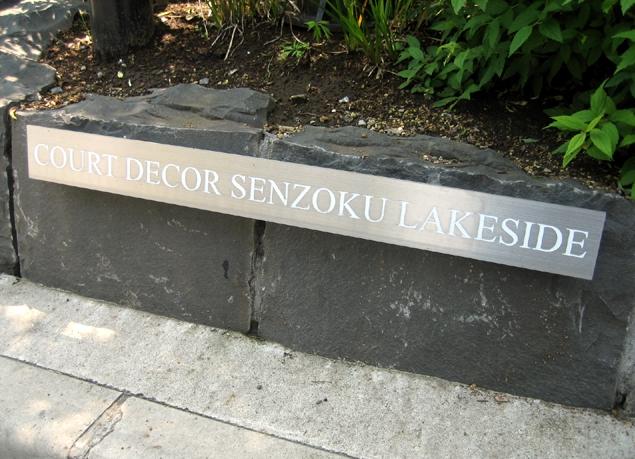 COURT DECOR SENZOKU LAKESIDE